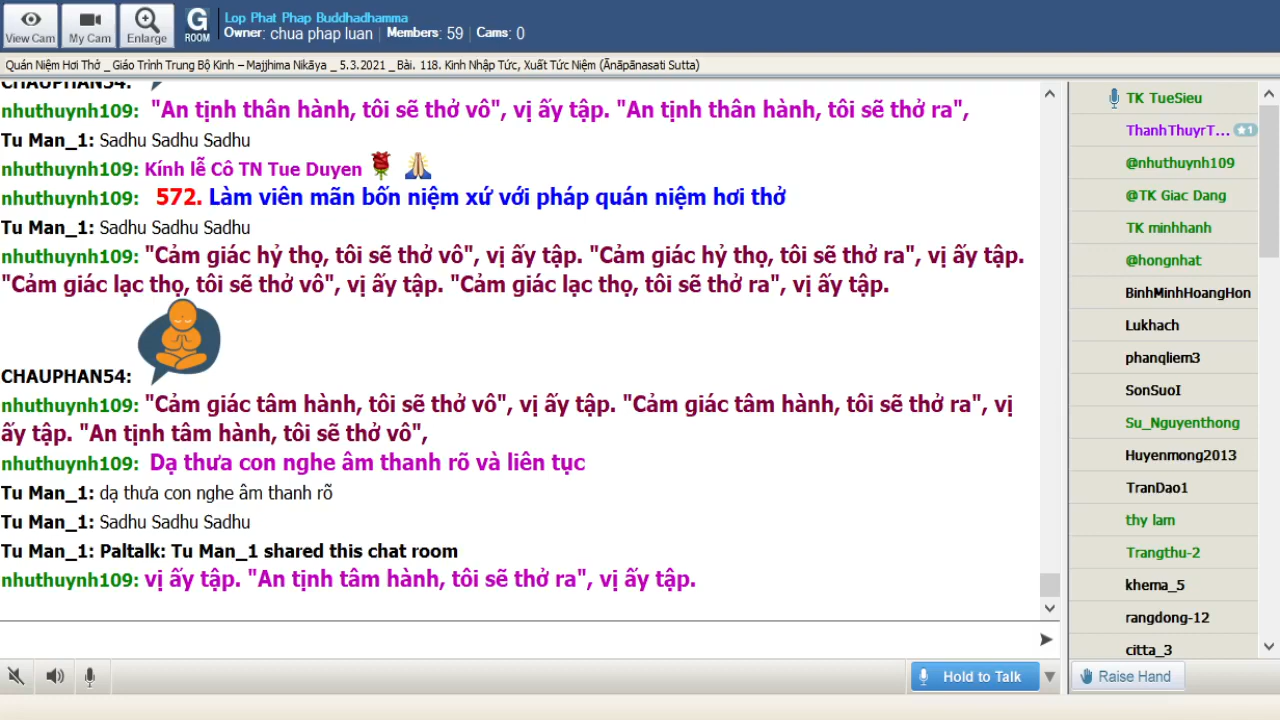 View Cam
My Cam
Enlarge
G
ROOM
Lop Phat Phap Buddhadhamma
Owner: chua phap luan | Members: 59 | Cams: 0
Quán Niệm Hơi Thở _ Giáo Trình Trung Bộ Kinh – Majjhima Nikāya _ 5.3.2021 _ Bài. 118. Kinh Nhập Tức, Xuất Tức Niệm (Ānāpānasati Sutta)
CHAUPHAN54:
nhuthuynh109: "An tịnh thân hành, tôi sẽ thở vô", vị ấy tập. "An tịnh thân hành, tôi sẽ thở ra",
Tu Man_1: Sadhu Sadhu Sadhu
nhuthuynh109: Kính lễ Cô TN Tue Duyen
nhuthuynh109: 572. Làm viên mãn bốn niệm xứ với pháp quán niệm hơi thở
Tu Man_1: Sadhu Sadhu Sadhu
nhuthuynh109: "Cảm giác hỷ thọ, tôi sẽ thở vô", vị ấy tập. "Cảm giác hỷ thọ, tôi sẽ thở ra", vị ấy tập.
"Cảm giác lạc thọ, tôi sẽ thở vô", vị ấy tập. "Cảm giác lạc thọ, tôi sẽ thở ra", vị ấy tập.
CHAUPHAN54:
nhuthuynh109: "Cảm giác tâm hành, tôi sẽ thở vô", vị ấy tập. "Cảm giác tâm hành, tôi sẽ thở ra", vị
ấy tập. "An tịnh tâm hành, tôi sẽ thở vô",
nhuthuynh109: Dạ thưa con nghe âm thanh rõ và liên tục
Tu Man_1: dạ thưa con nghe âm thanh rõ
Tu Man_1: Sadhu Sadhu Sadhu
Tu Man_1: Paltalk: Tu Man_1 shared this chat room
nhuthuynh109: vị ấy tập. "An tịnh tâm hành, tôi sẽ thở ra", vị ấy tập.
TK TueSieu
ThanhThuyrT... 1
@nhuthuynh109
@TK Giac Dang
TK minhhanh
@hongnhat
BinhMinhHoangHon
Lukhach
phanqliem3
SonSuoI
Su_Nguyenthong
Huyenmong2013
TranDao1
thy lam
Trangthu-2
khema_5
rangdong-12
citta_3
Hold to Talk
Raise Hand